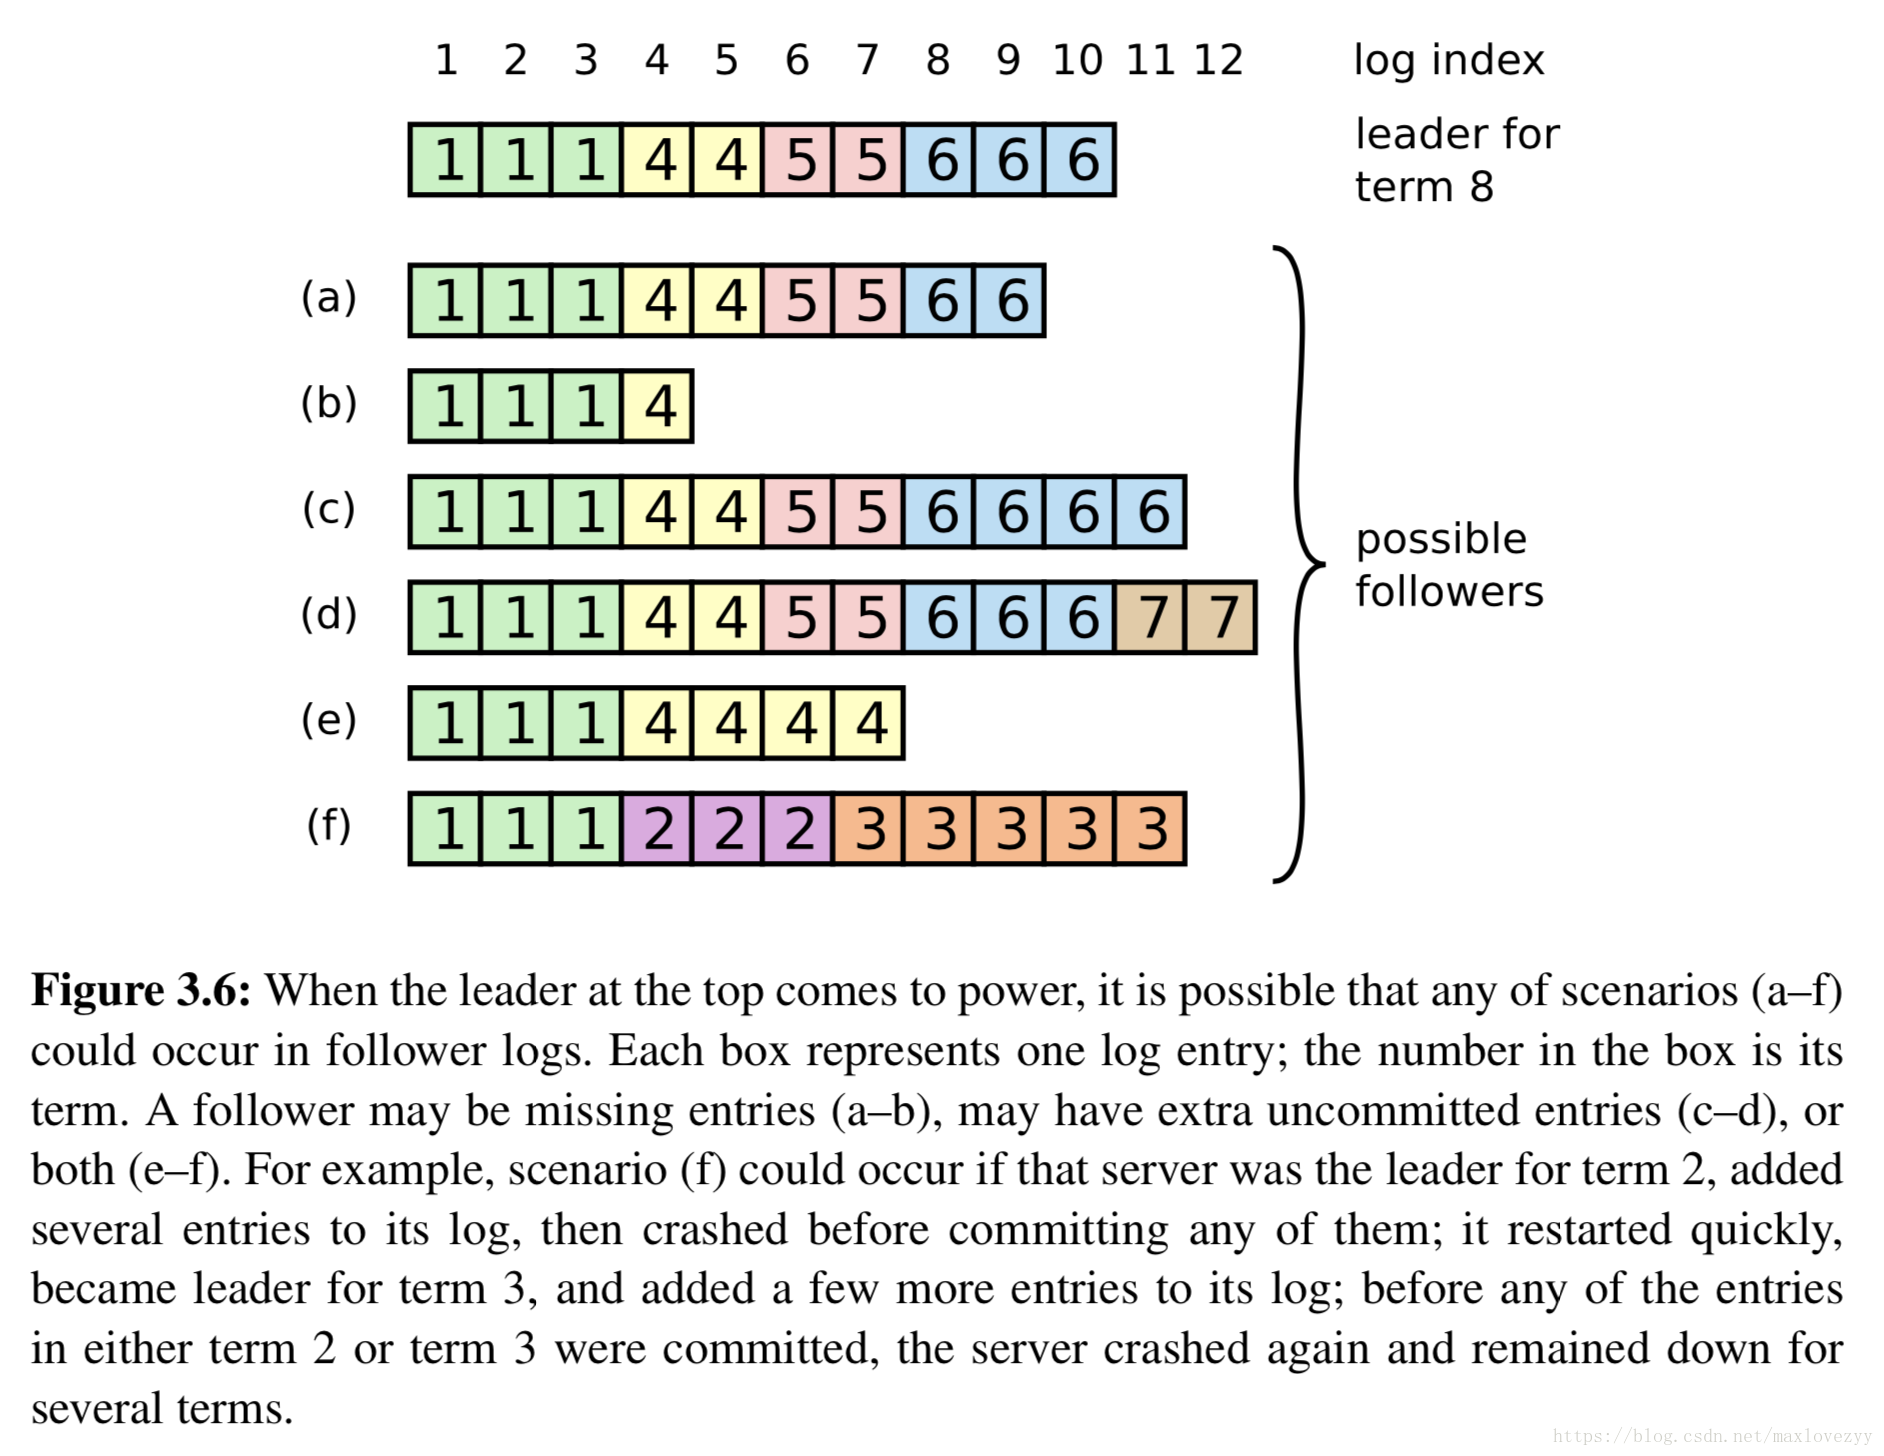 1 2 3 4 5 6 7 8 9 10 11 12 log index
1 1 1 4 4 5 5 6 6 6 leader for
term 8
(a) 1 1 1 4 4 5 5 6 6
(b) 1 1 1 4
(c) 1 1 1 4 4 5 5 6 6 6 6
possible
followers
(d) 1 1 1 4 4 5 5 6 6 6 7 7
(e) 1 1 1 4 4 4 4
(f) 1 1 1 2 2 2 3 3 3 3 3
Figure 3.6: When the leader at the top comes to power, it is possible that any of scenarios (a–f)
could occur in follower logs. Each box represents one log entry; the number in the box is its
term. A follower may be missing entries (a–b), may have extra uncommitted entries (c–d), or
both (e–f). For example, scenario (f) could occur if that server was the leader for term 2, added
several entries to its log, then crashed before committing any of them; it restarted quickly,
became leader for term 3, and added a few more entries to its log; before any of the entries
in either term 2 or term 3 were committed, the server crashed again and remained down for
several terms.
https://blog.csdn.net/maxlovezyy